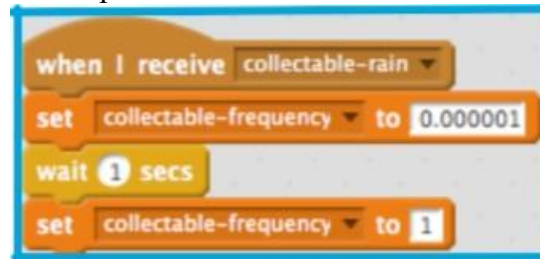 when I receive collectable-rain
set collectable-frequency to 0.000001
wait 1 secs
set collectable-frequency to 1